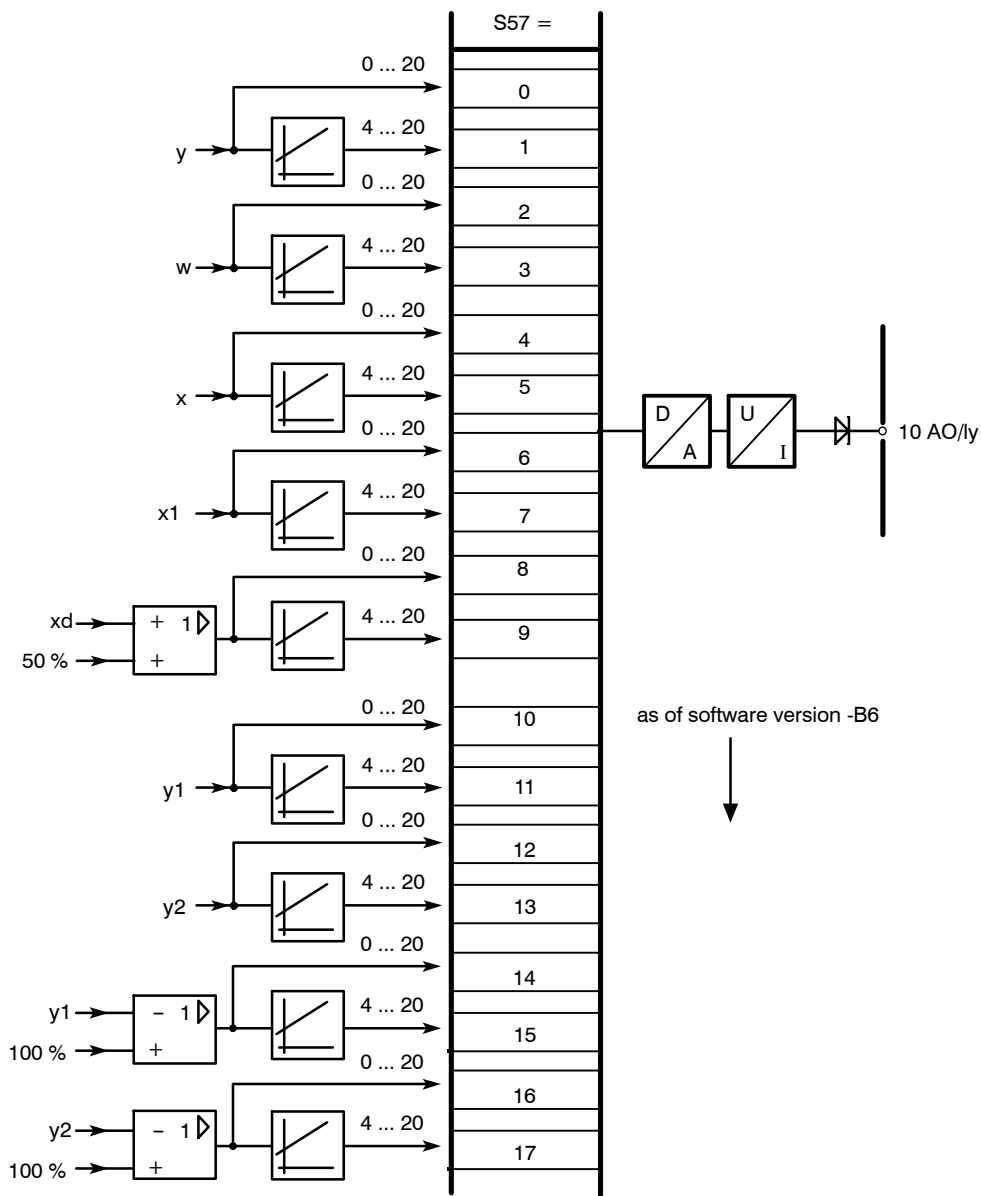 S57 =
0 ... 20
0
y
4 ... 20
1
0 ... 20
2
w
4 ... 20
3
0 ... 20
4
x
4 ... 20
5
0 ... 20
6
x1
4 ... 20
7
D
A
U
I
10 AO/Iy
0 ... 20
8
xd
+ 1
50 %
+
4 ... 20
9
0 ... 20
10
as of software version -B6
y1
4 ... 20
11
0 ... 20
12
y2
4 ... 20
13
0 ... 20
14
y1
− 1
100 %
+
4 ... 20
15
0 ... 20
16
y2
− 1
100 %
+
4 ... 20
17